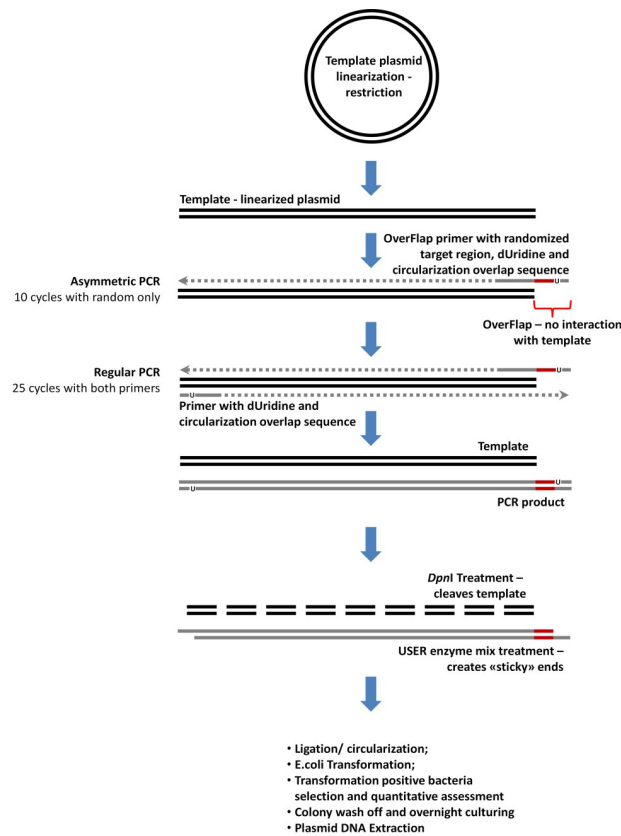 Template plasmid
linearization -
restriction
Template - linearized plasmid
OverFlap primer with randomized
target region, dUridine and
circularization overlap sequence
Asymmetric PCR
10 cycles with random only
U
OverFlap – no interaction
with template
Regular PCR
25 cycles with both primers
U
U
Primer with dUridine and
circularization overlap sequence
Template
U
U
PCR product
DpnI Treatment –
cleaves template
USER enzyme mix treatment –
creates «sticky» ends
• Ligation/ circularization;
• E.coli Transformation;
• Transformation positive bacteria
selection and quantitative assessment
• Colony wash off and overnight culturing
• Plasmid DNA Extraction